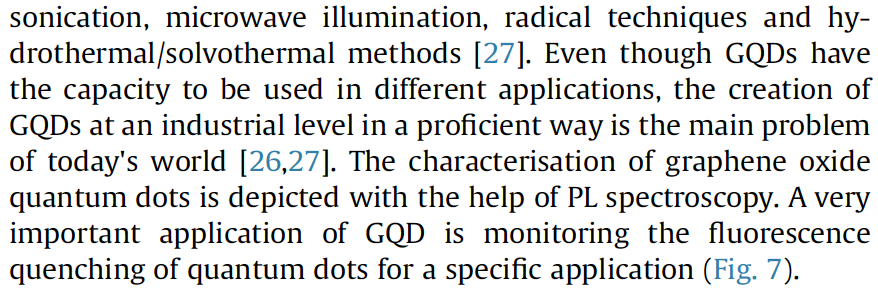 sonication, microwave illumination, radical techniques and hy-
drothermal/solvothermal methods [27]. Even though GQDs have
the capacity to be used in different applications, the creation of
GQDs at an industrial level in a proficient way is the main problem
of today's world [26,27]. The characterisation of graphene oxide
quantum dots is depicted with the help of PL spectroscopy. A very
important application of GQD is monitoring the fluorescence
quenching of quantum dots for a specific application (Fig. 7).